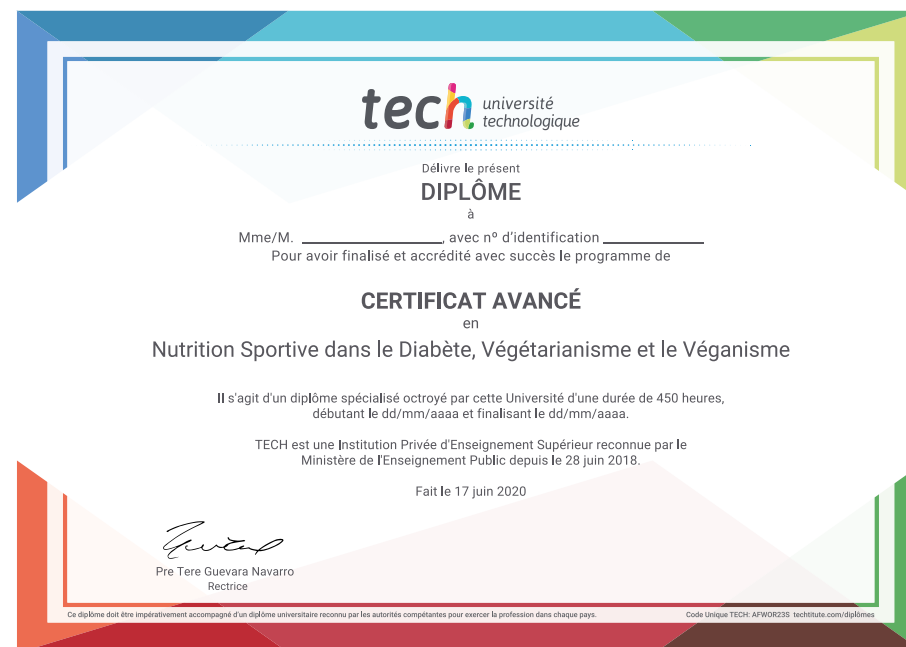 tech université
technologique
Délivre le présent
DIPLÔME
à
Mme/M. ____________________, avec nº d'identification ______________
Pour avoir finalisé et accrédité avec succès le programme de
CERTIFICAT AVANCÉ
en
Nutrition Sportive dans le Diabète, Végétarianisme et le Véganisme
Il s'agit d'un diplôme spécialisé octroyé par cette Université d'une durée de 450 heures,
débutant le dd/mm/aaaa et finalisant le dd/mm/aaaa.
TECH est une Institution Privée d'Enseignement Supérieur reconnue par le
Ministère de l'Enseignement Public depuis le 28 juin 2018.
Fait le 17 juin 2020
Pre Tere Guevara Navarro
Rectrice
Ce diplôme doit être impérativement accompagné d'un diplôme universitaire reconnu par les autorités compétantes pour exercer la profession dans chaque pays.
Code Unique TECH: AFWOR23S techtitute.com/diplômes